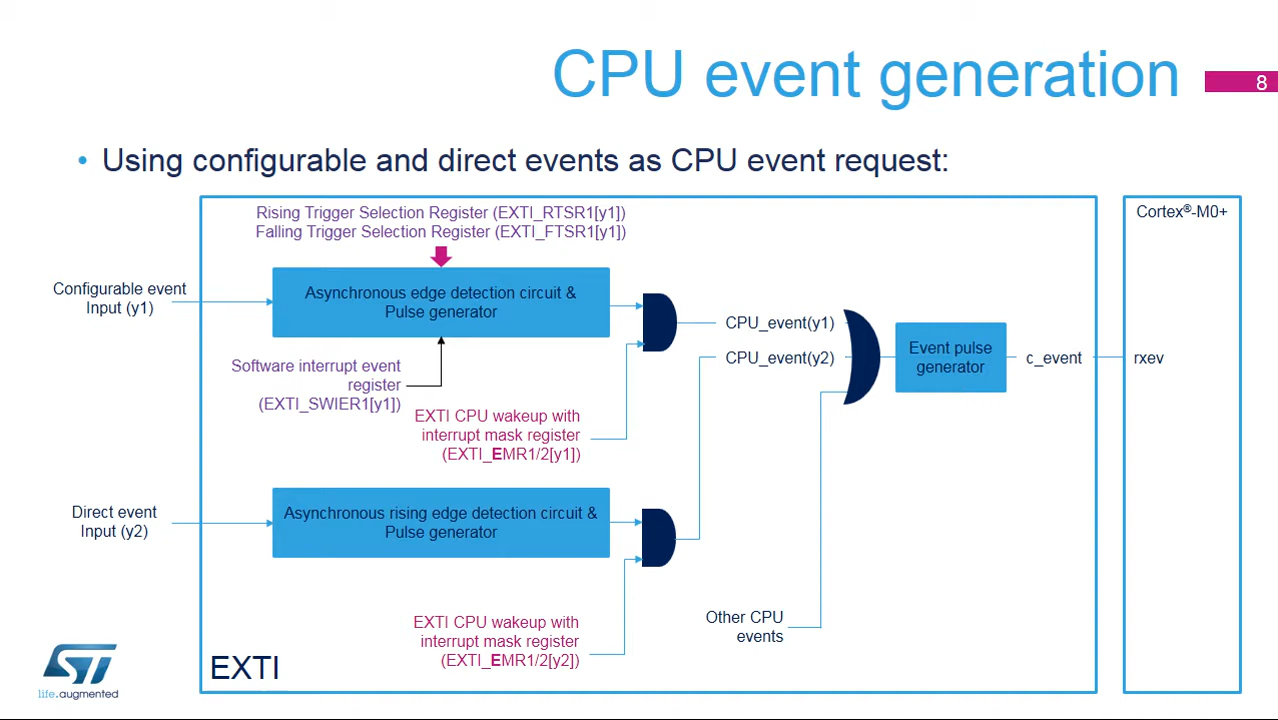 CPU event generation
8
• Using configurable and direct events as CPU event request:
Rising Trigger Selection Register (EXTI_RTSR1[y1])
Falling Trigger Selection Register (EXTI_FTSR1[y1])
Cortex®-M0+
Configurable event
Input (y1)
Asynchronous edge detection circuit &
Pulse generator
CPU_event(y1)
CPU_event(y2)
Event pulse
generator
c_event
rxev
Software interrupt event
register
(EXTI_SWIER1[y1])
EXTI CPU wakeup with
interrupt mask register
(EXTI_EMR1/2[y1])
Direct event
Input (y2)
Asynchronous rising edge detection circuit &
Pulse generator
EXTI CPU wakeup with
interrupt mask register
(EXTI_EMR1/2[y2])
Other CPU
events
EXTI
ST
life.augmented